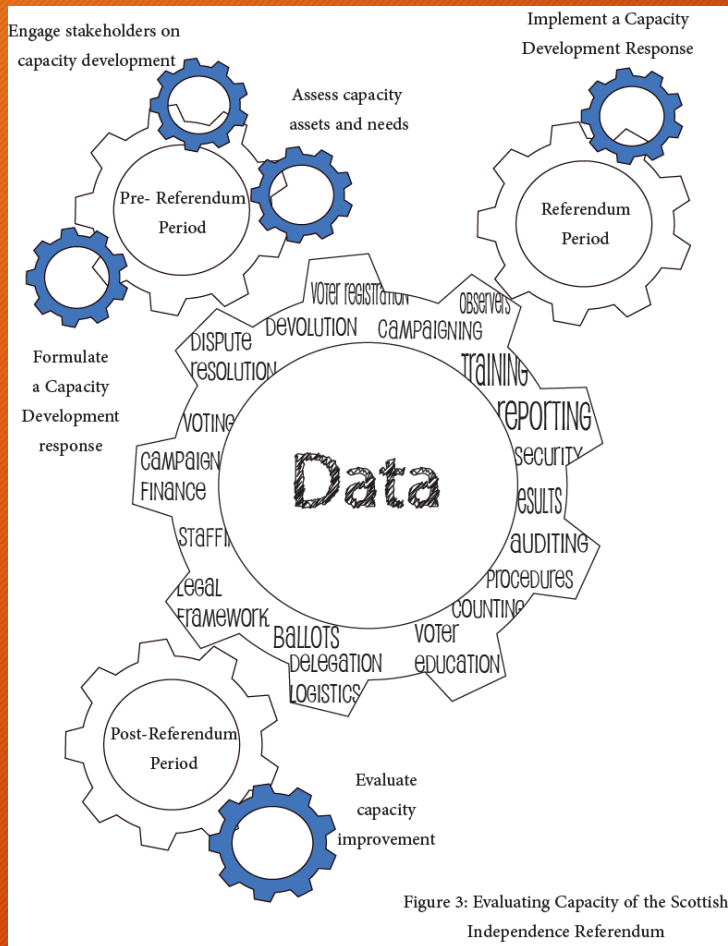 Engage stakeholders on
capacity development
Assess capacity
assets and needs
Implement a Capacity
Development Response
Pre- Referendum
Period
Referendum
Period
Formulate
a Capacity
Development
response
VOTER REGISTRATION
OBSERVERS
DEVOLUTION
CAMPAIGNING
DISPUTE
RESOLUTION
TRAINING
REPORTING
VOTING
SECURITY
CAMPAIGN
FINANCE
Data
ESULTS
STAFFI
AUDITING
PROCEDURES
LEGAL
FRAMEWORK
COUNTING
BALLOTS
VOTER
EDUCATION
DELEGATION
LOGISTICS
Post-Referendum
Period
Evaluate
capacity
improvement
Figure 3: Evaluating Capacity of the Scottish
Independence Referendum